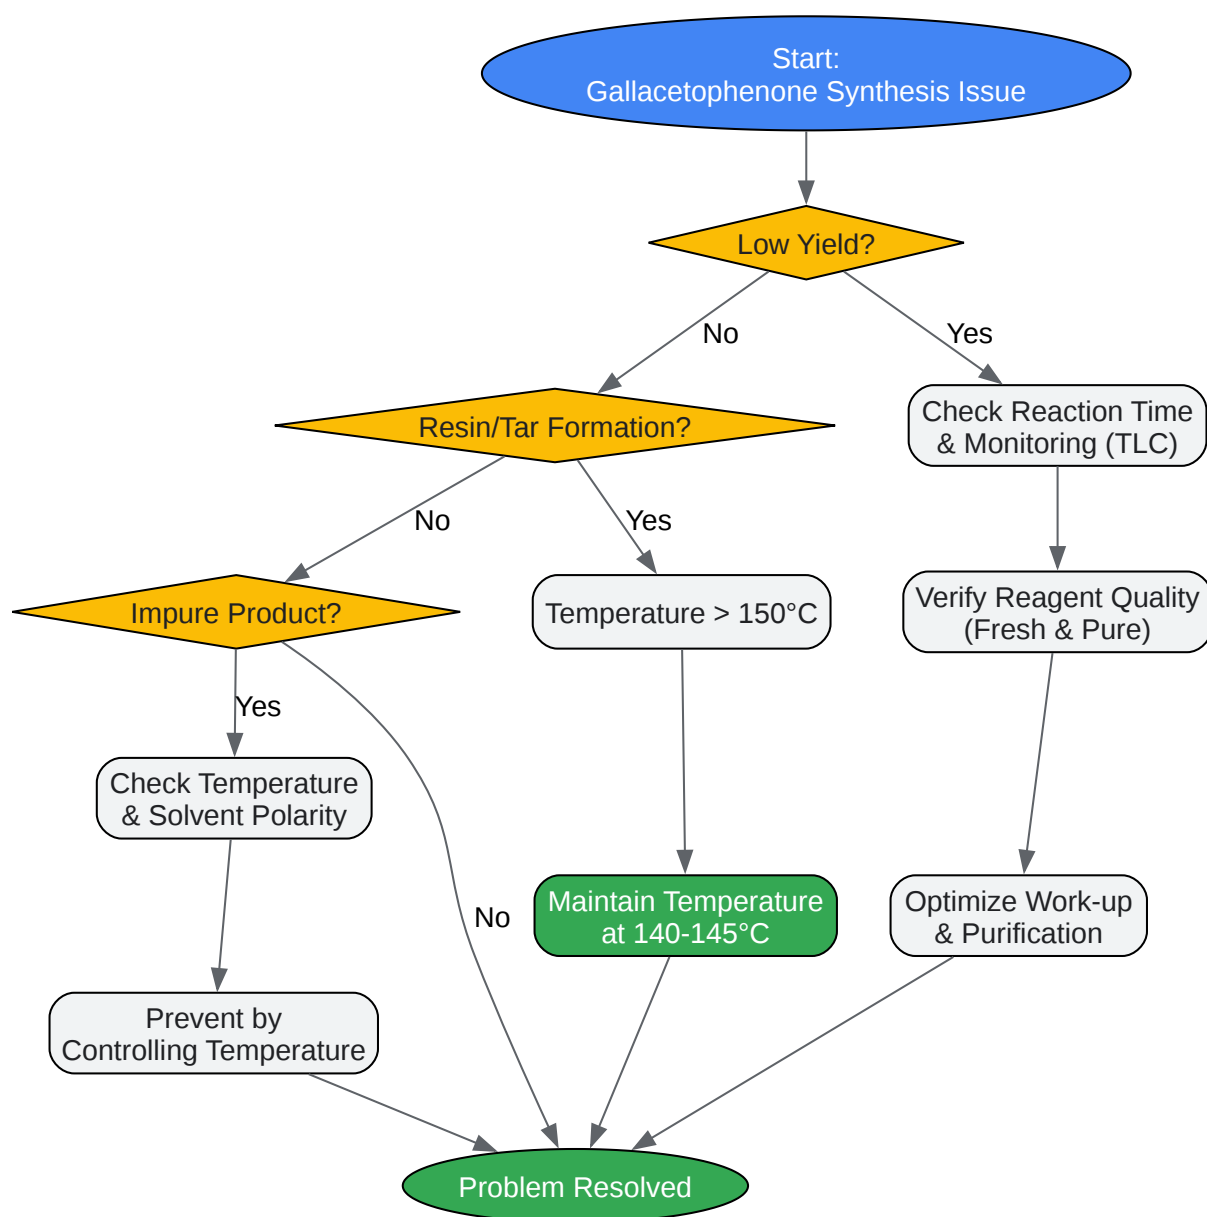 Start:
Gallacetophenone Synthesis Issue
Low Yield?
No
Yes
Resin/Tar Formation?
Check Reaction Time
& Monitoring (TLC)
No
Yes
Impure Product?
Temperature > 150°C
Verify Reagent Quality
(Fresh & Pure)
Yes
Check Temperature
& Solvent Polarity
No
Maintain Temperature
at 140-145°C
Optimize Work-up
& Purification
Prevent by
Controlling Temperature
Problem Resolved